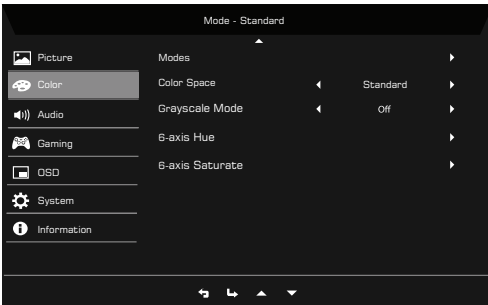 Mode - Standard
Picture
Modes
Color
Color Space Standard
Audio
Grayscale Mode Off
Gaming
6-axis Hue
OSD
6-axis Saturate
System
Information